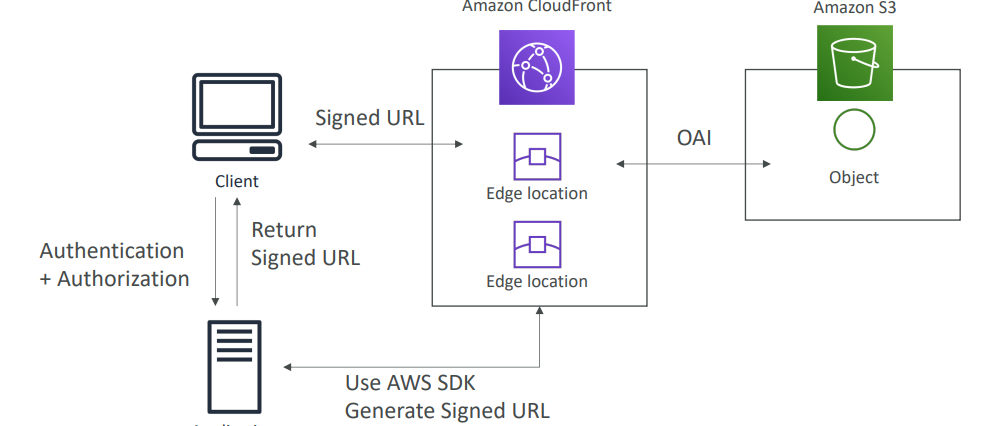 Amazon CloudFront
Amazon S3
Signed URL
OAI
Client
Edge location
Object
Return
Signed URL
Authentication
+ Authorization
Edge location
Use AWS SDK
Generate Signed URL